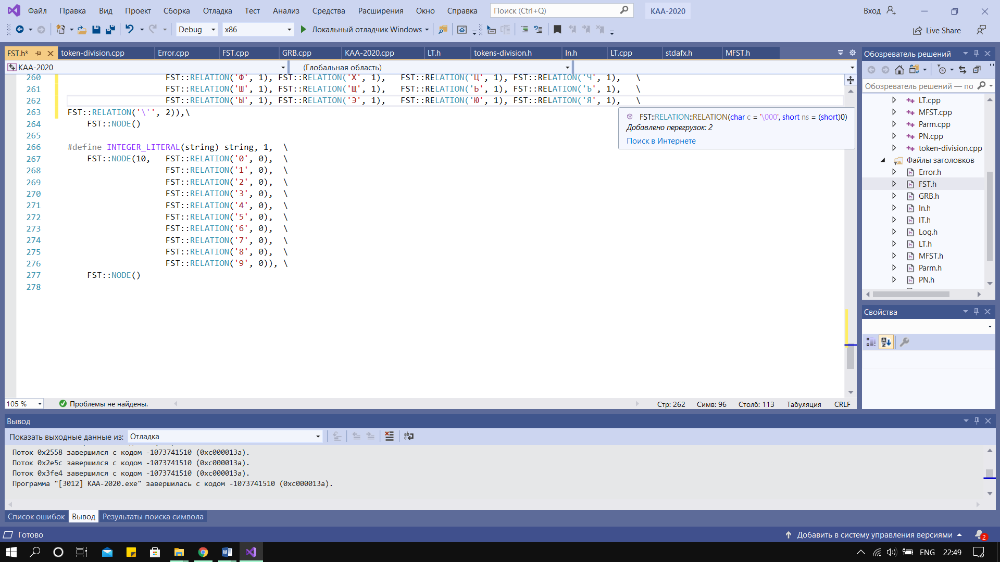 Файл Правка Вид Проект Сборка Отладка Тест Анализ Средства Расширения Окно Справка Поиск (Ctrl+Q) KAA-2020 Вход
Debug x86 Локальный отладчик Windows Live Share
FST.h* token-division.cpp Error.cpp FST.cpp GRB.cpp KAA-2020.cpp LT.h tokens-division.h In.h LT.cpp stdafx.h MFST.h
KAA-2020 (Глобальная область)
260 FST::RELATION('Ф', 1), FST::RELATION('Х', 1), FST::RELATION('Ц', 1), FST::RELATION('Ч', 1), \
261 FST::RELATION('Ш', 1), FST::RELATION('Щ', 1), FST::RELATION('Ь', 1), FST::RELATION('Ъ', 1), \
262 FST::RELATION('Ы', 1), FST::RELATION('Э', 1), FST::RELATION('Ю', 1), FST::RELATION('Я', 1), \
263 FST::RELATION('\'', 2)),\
264 FST::NODE()
265
266 #define INTEGER_LITERAL(string) string, 1, \
267 FST::NODE(10, FST::RELATION('0', 0), \
268 FST::RELATION('1', 0), \
269 FST::RELATION('2', 0), \
270 FST::RELATION('3', 0), \
271 FST::RELATION('4', 0), \
272 FST::RELATION('5', 0), \
273 FST::RELATION('6', 0), \
274 FST::RELATION('7', 0), \
275 FST::RELATION('8', 0), \
276 FST::RELATION('9', 0)), \
277 FST::NODE()
278
FST::RELATION::RELATION(char c = '\000', short ns = (short)0)
Добавлено перегрузок: 2
Поиск в Интернете
105 % Проблемы не найдены. Стр: 262 Симв: 96 Столб: 113 Табуляция CRLF
Обозреватель решений
Обозреватель решений — по
LT.cpp
MFST.cpp
Parm.cpp
PN.cpp
token-division.cpp
Файлы заголовков
Error.h
FST.h
GRB.h
In.h
IT.h
Log.h
LT.h
MFST.h
Parm.h
PN.h
Свойства
Вывод
Показать выходные данные из: Отладка
Поток 0x2558 завершился с кодом -1073741510 (0xc000013a).
Поток 0x2e5c завершился с кодом -1073741510 (0xc000013a).
Поток 0x3fe4 завершился с кодом -1073741510 (0xc000013a).
Программа "[3012] KAA-2020.exe" завершилась с кодом -1073741510 (0xc000013a).
Список ошибок Вывод Результаты поиска символа
Готово Добавить в систему управления версиями 2
ENG 22:49